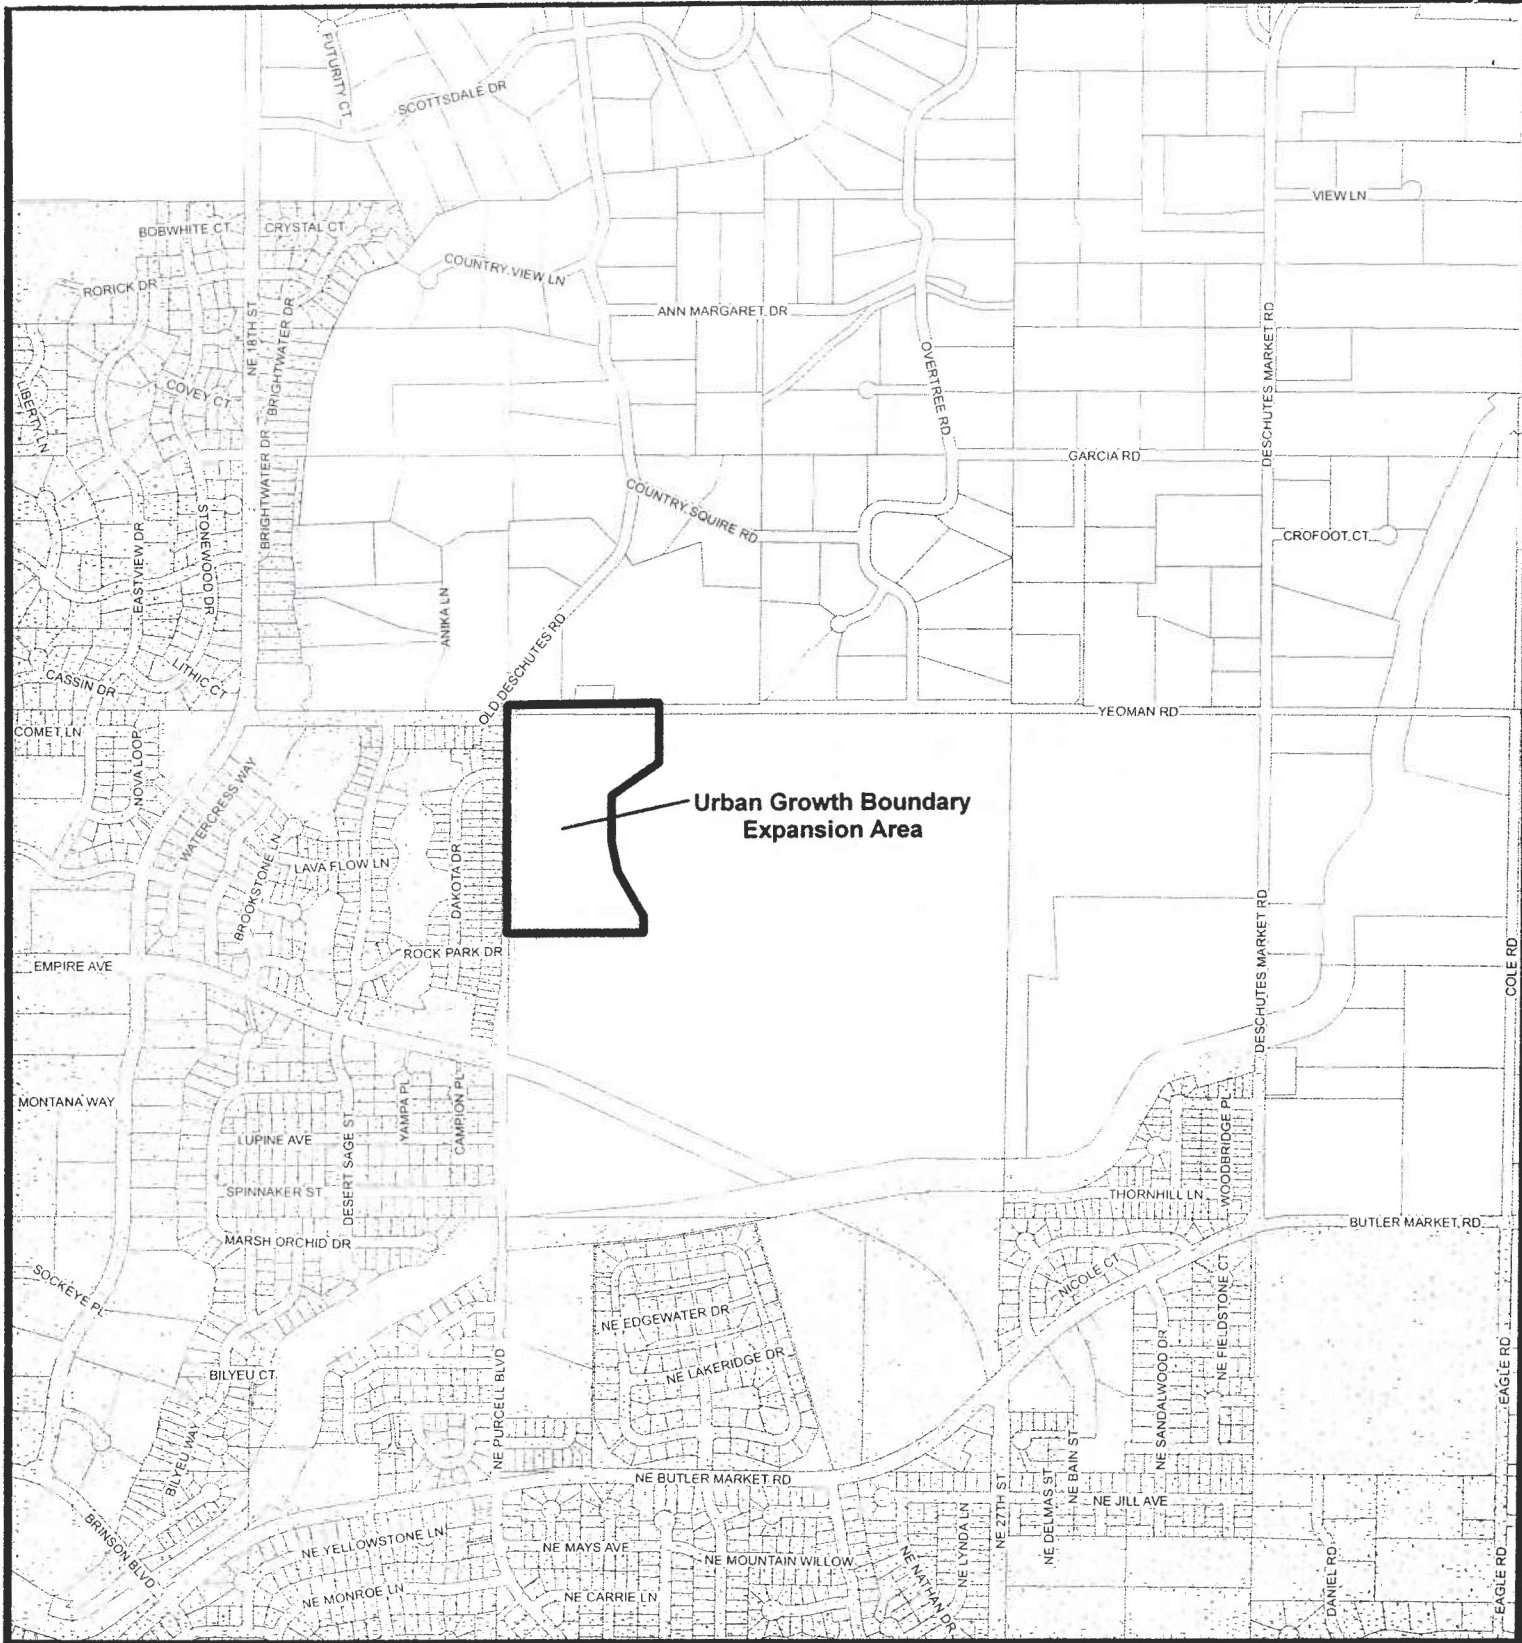 FUTURITY CT
SCOTTSDALE DR
VIEW LN
BOBWHITE CT
CRYSTAL CT
COUNTRY VIEW LN
RORICK DR
ANN MARGARET DR
NE 18TH ST
BRIGHTWATER DR
DESCHUTES MARKET RD
OVERTREE RD
LIBERTY LN
COVEY CT
BRIGHTWATER DR
GARCIA RD
COUNTRY SQUIRE RD
STONEWOOD DR
EASTVIEW DR
CROFOOT CT
ANIKA LN
OLD DESCHUTES RD
LITHIC CT
CASSIN DR
YEOMAN RD
COMET LN
NOVA LOOP
WATERCRESS WAY
Urban Growth Boundary
Expansion Area
LAVA FLOW LN
DAKOTA DR
BROOKSTONE LN
ROCK PARK DR
EMPIRE AVE
DESCHUTES MARKET RD
COLE RD
MONTANA WAY
YAMPA PL
CAMPION PL
LUPINE AVE
DESERT SAGE ST
WOODBRIDGE PL
SPINNAKER ST
THORNHILL LN
BUTLER MARKET RD
MARSH ORCHID DR
SOCKEYE PL
NICOLE CT
NE FIELDSTONE CT
NE EDGEWATER DR
NE LAKERIDGE DR
NE SANDALWOOD DR
EAGLE RD
BILYEU CT
NE PURCELL BLVD
BILYEU WAY
NE BUTLER MARKET RD
NE BAIN ST
NE DELMAS ST
NE 27TH ST
NE JILL AVE
NE LYNDA LN
BRINSON BLVD
NE YELLOWSTONE LN
NE MAYS AVE
NE MOUNTAIN WILLOW
NE NATHAN DR
NE MONROE LN
NE CARRIE LN
DANIEL RD
EAGLE RD